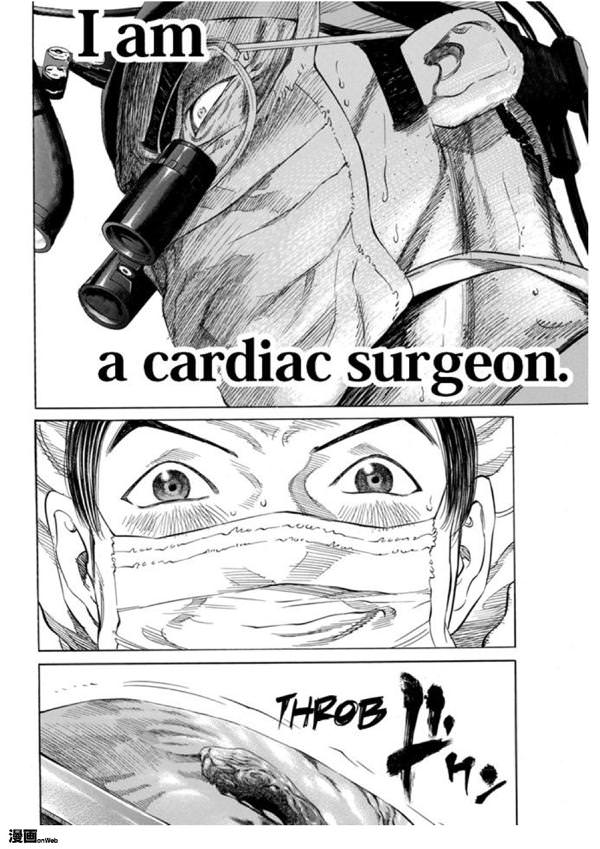 I am
a cardiac surgeon.
THROB
ドクン
漫画onWeb